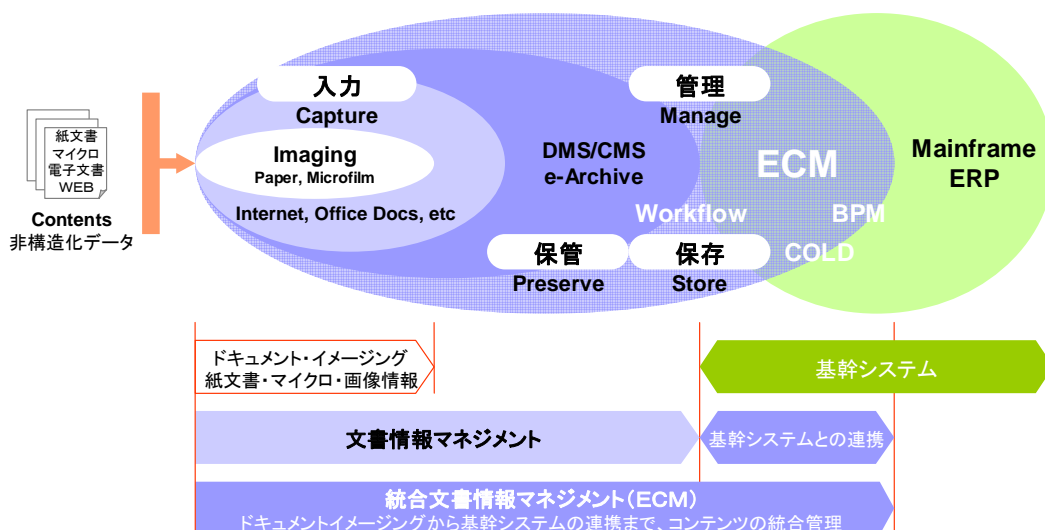 紙文書
マイクロ
電子文書
WEB
Contents
非構造化データ
入力
Capture
Imaging
Paper, Microfilm
Internet, Office Docs, etc
DMS/CMS
e-Archive
管理
Manage
ECM
Workflow
BPM
COLD
保管
Preserve
保存
Store
Mainframe
ERP
ドキュメント・イメージング
紙文書・マイクロ・画像情報
基幹システム
文書情報マネジメント
基幹システムとの連携
統合文書情報マネジメント(ECM)
ドキュメントイメージングから基幹システムの連携まで、コンテンツの統合管理